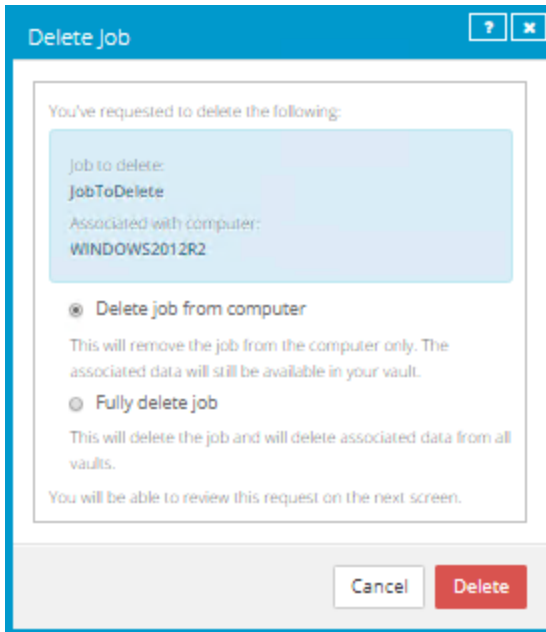 Delete Job
?
×
You've requested to delete the following:
Job to delete:
JobToDelete
Associated with computer:
WINDOWS2012R2
Delete job from computer
This will remove the job from the computer only. The
associated data will still be available in your vault.
Fully delete job
This will delete the job and will delete associated data from all
vaults.
You will be able to review this request on the next screen.
Cancel
Delete